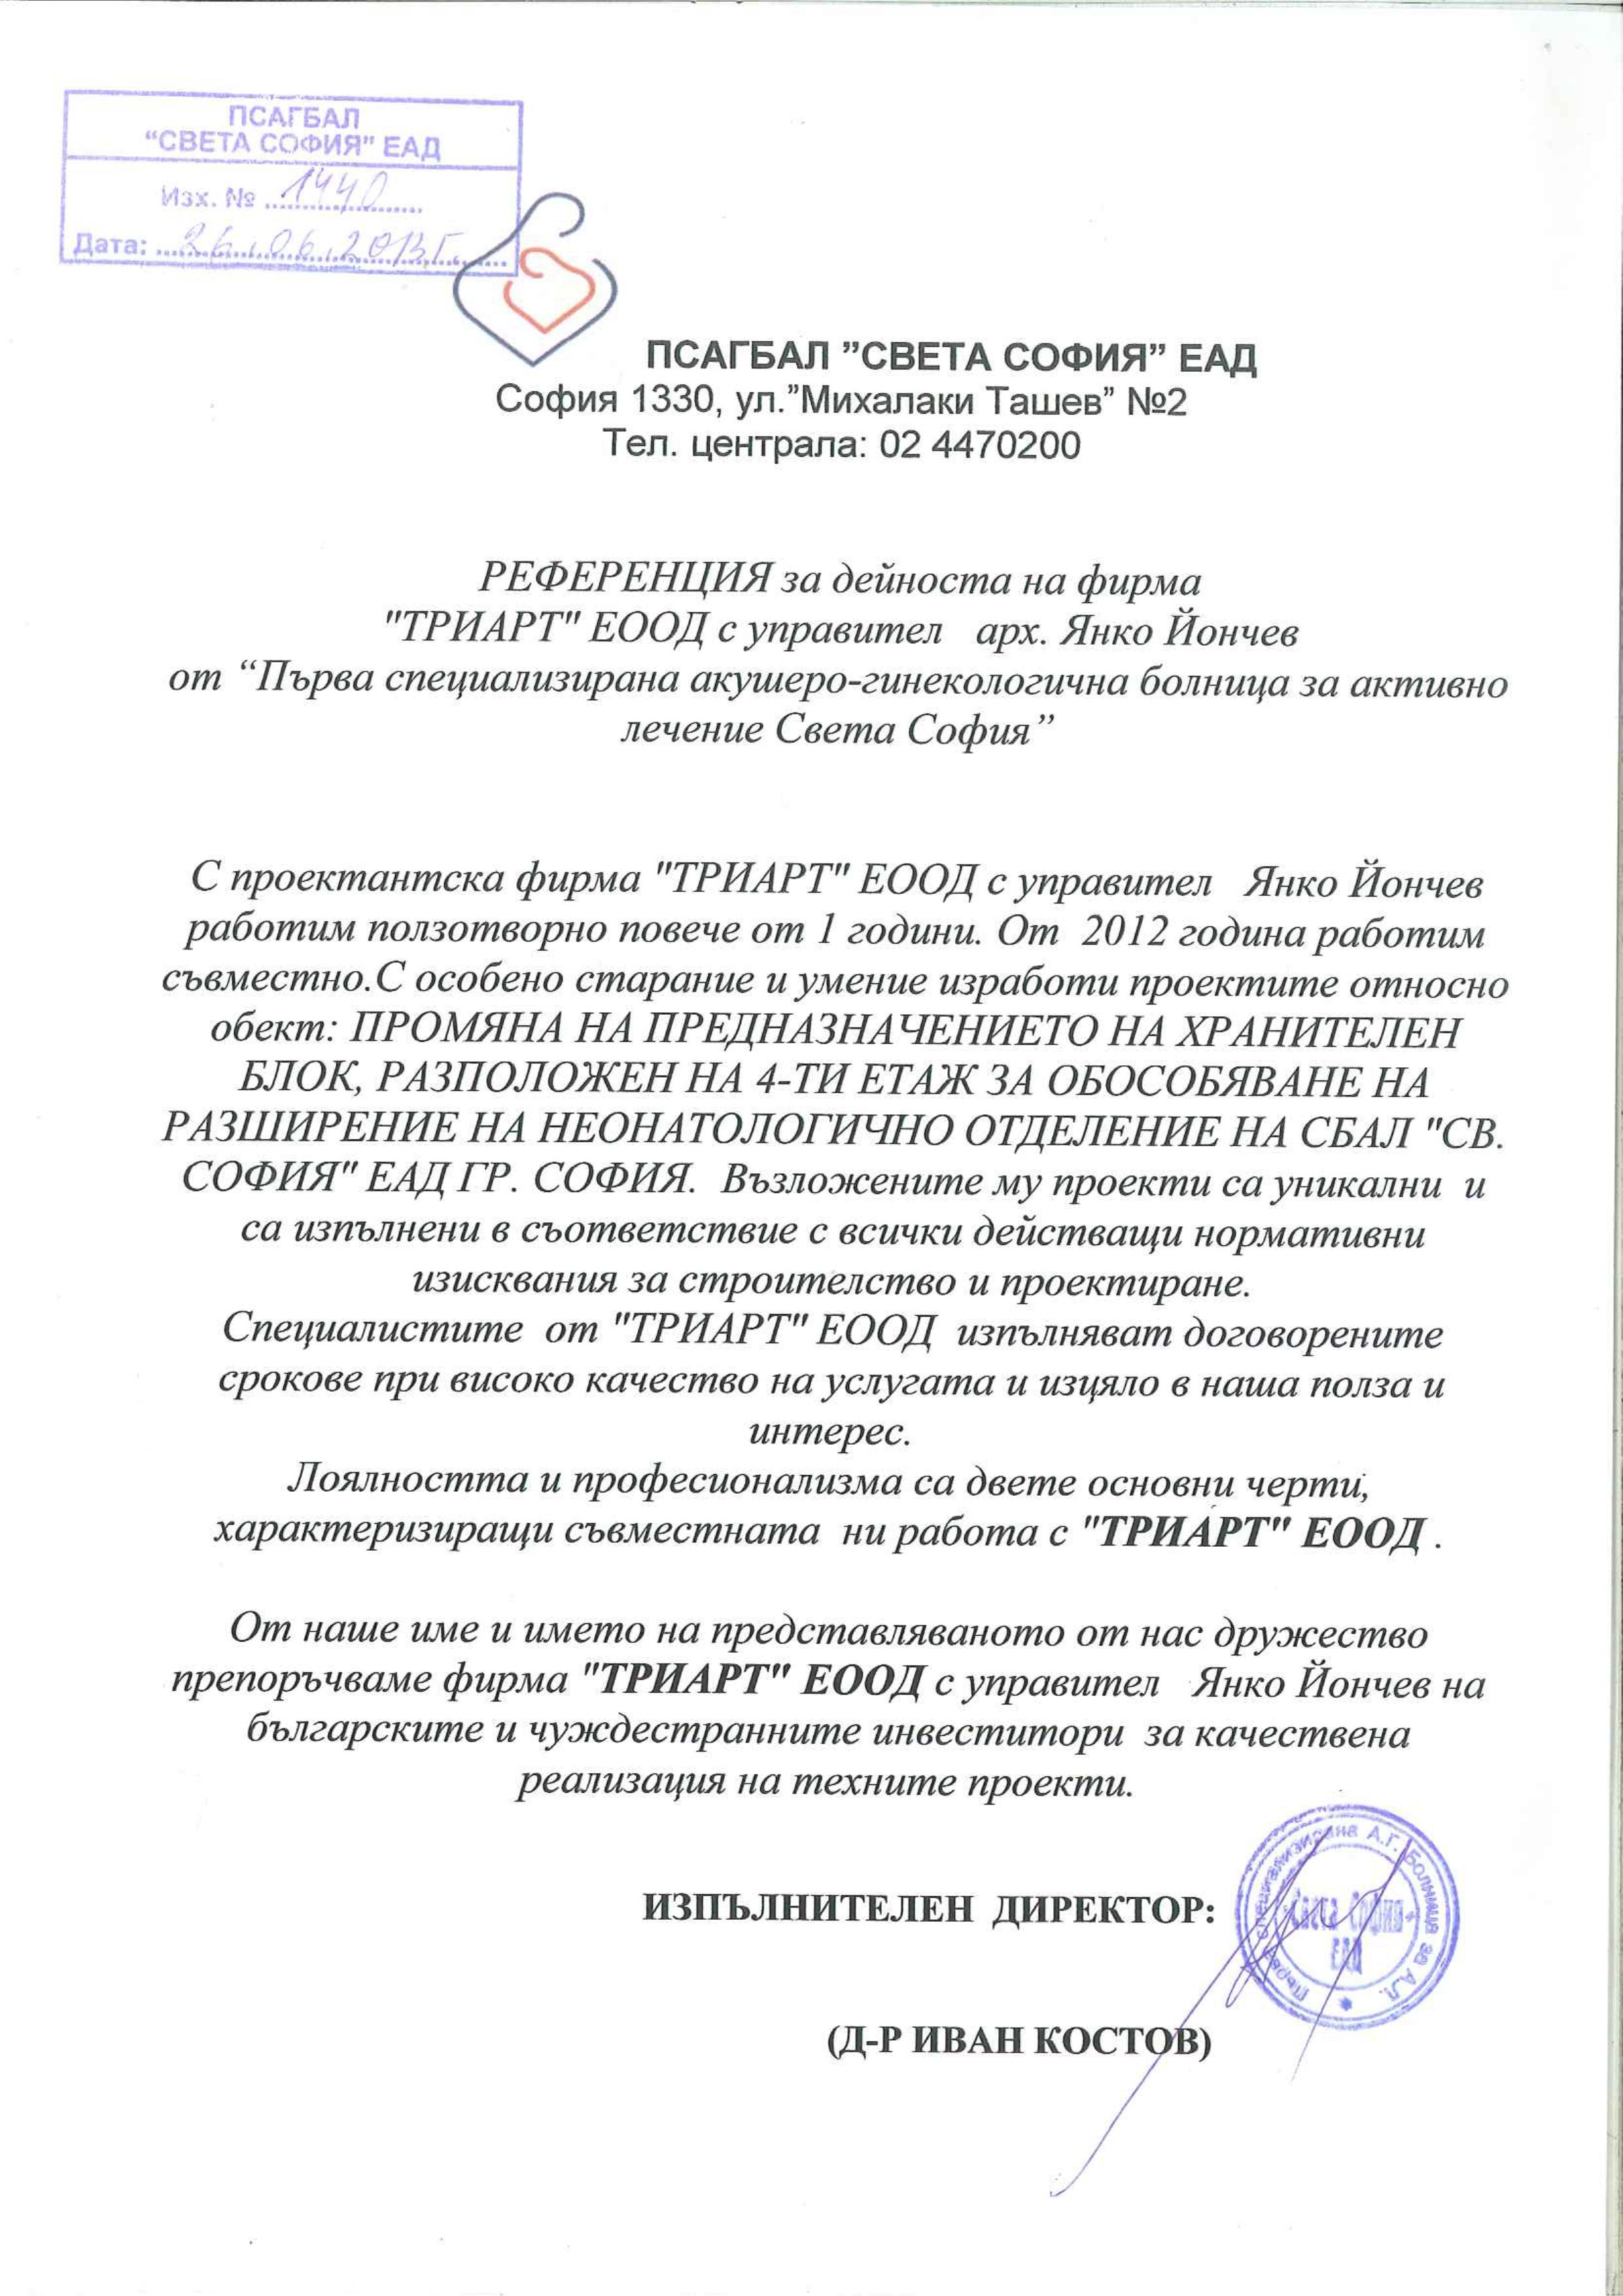 ПСАГБАЛ
“СВЕТА СОФИЯ” ЕАД
Изх. № 1440
Дата: 26.06.2013г.
ПСАГБАЛ ”СВЕТА СОФИЯ” ЕАД
София 1330, ул.”Михалаки Ташев” №2
Тел. централа: 02 4470200
РЕФЕРЕНЦИЯ за дейноста на фирма
"ТРИАРТ" ЕООД с управител арх. Янко Йончев
от “Първа специализирана акушеро-гинекологична болница за активно
лечение Света София”
С проектантска фирма "ТРИАРТ" ЕООД с управител Янко Йончев
работим ползотворно повече от 1 години. От 2012 година работим
съвместно.С особено старание и умение изработи проектите относно
обект: ПРОМЯНА НА ПРЕДНАЗНАЧЕНИЕТО НА ХРАНИТЕЛЕН
БЛОК, РАЗПОЛОЖЕН НА 4-ТИ ЕТАЖ ЗА ОБОСОБЯВАНЕ НА
РАЗШИРЕНИЕ НА НЕОНАТОЛОГИЧНО ОТДЕЛЕНИЕ НА СБАЛ "СВ.
СОФИЯ" ЕАД ГР. СОФИЯ. Възложените му проекти са уникални и
са изпълнени в съответствие с всички действащи нормативни
изисквания за строителство и проектиране.
Специалистите от "ТРИАРТ" ЕООД изпълняват договорените
срокове при високо качество на услугата и изцяло в наша полза и
интерес.
Лоялността и професионализма са двете основни черти,
характеризиращи съвместната ни работа с "ТРИАРТ" ЕООД .
От наше име и името на представляваното от нас дружество
препоръчваме фирма "ТРИАРТ" ЕООД с управител Янко Йончев на
българските и чуждестранните инвеститори за качествена
реализация на техните проекти.
ИЗПЪЛНИТЕЛЕН ДИРЕКТОР:
Първа специализирана А.Г. Болница за А.Л.
Света София
ЕАД
(Д-Р ИВАН КОСТОВ)